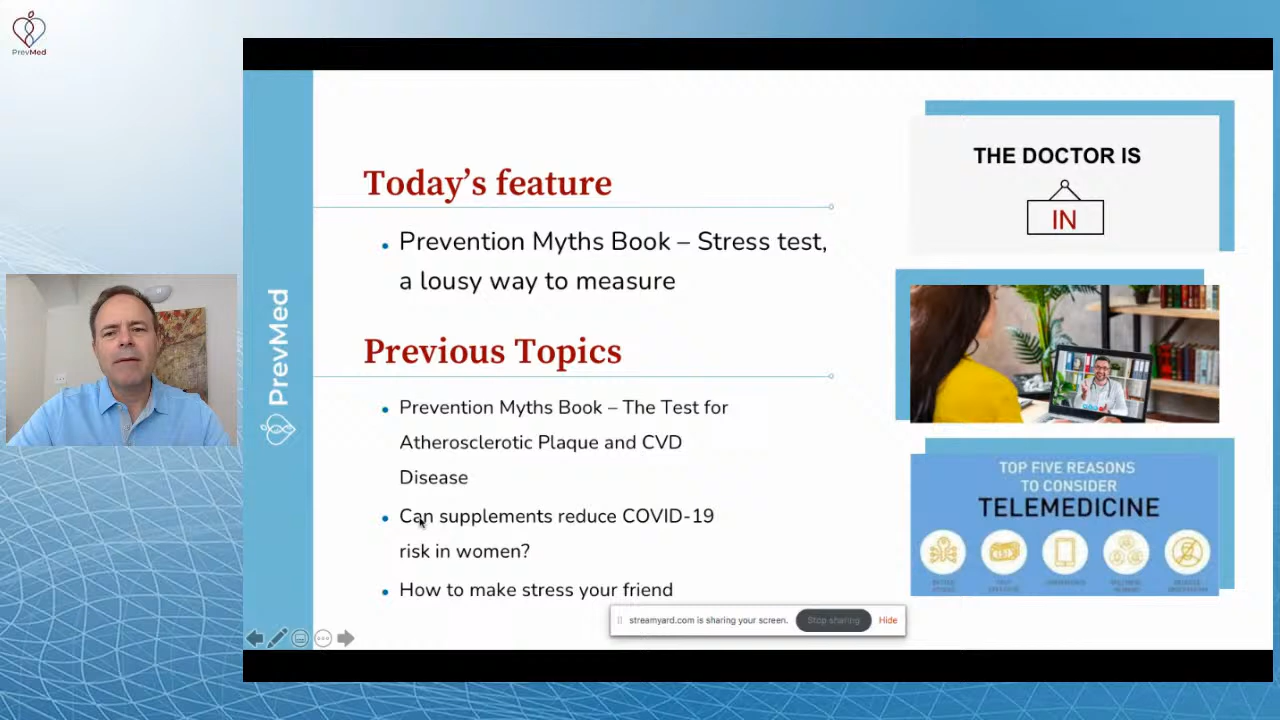 PrevMed
Today's feature
• Prevention Myths Book – Stress test,
a lousy way to measure
Previous Topics
• Prevention Myths Book – The Test for
Atherosclerotic Plaque and CVD
Disease
• Can supplements reduce COVID-19
risk in women?
• How to make stress your friend
PrevMed
THE DOCTOR IS
IN
TOP FIVE REASONS
TO CONSIDER
TELEMEDICINE
streamyard.com is sharing your screen. Stop sharing Hide